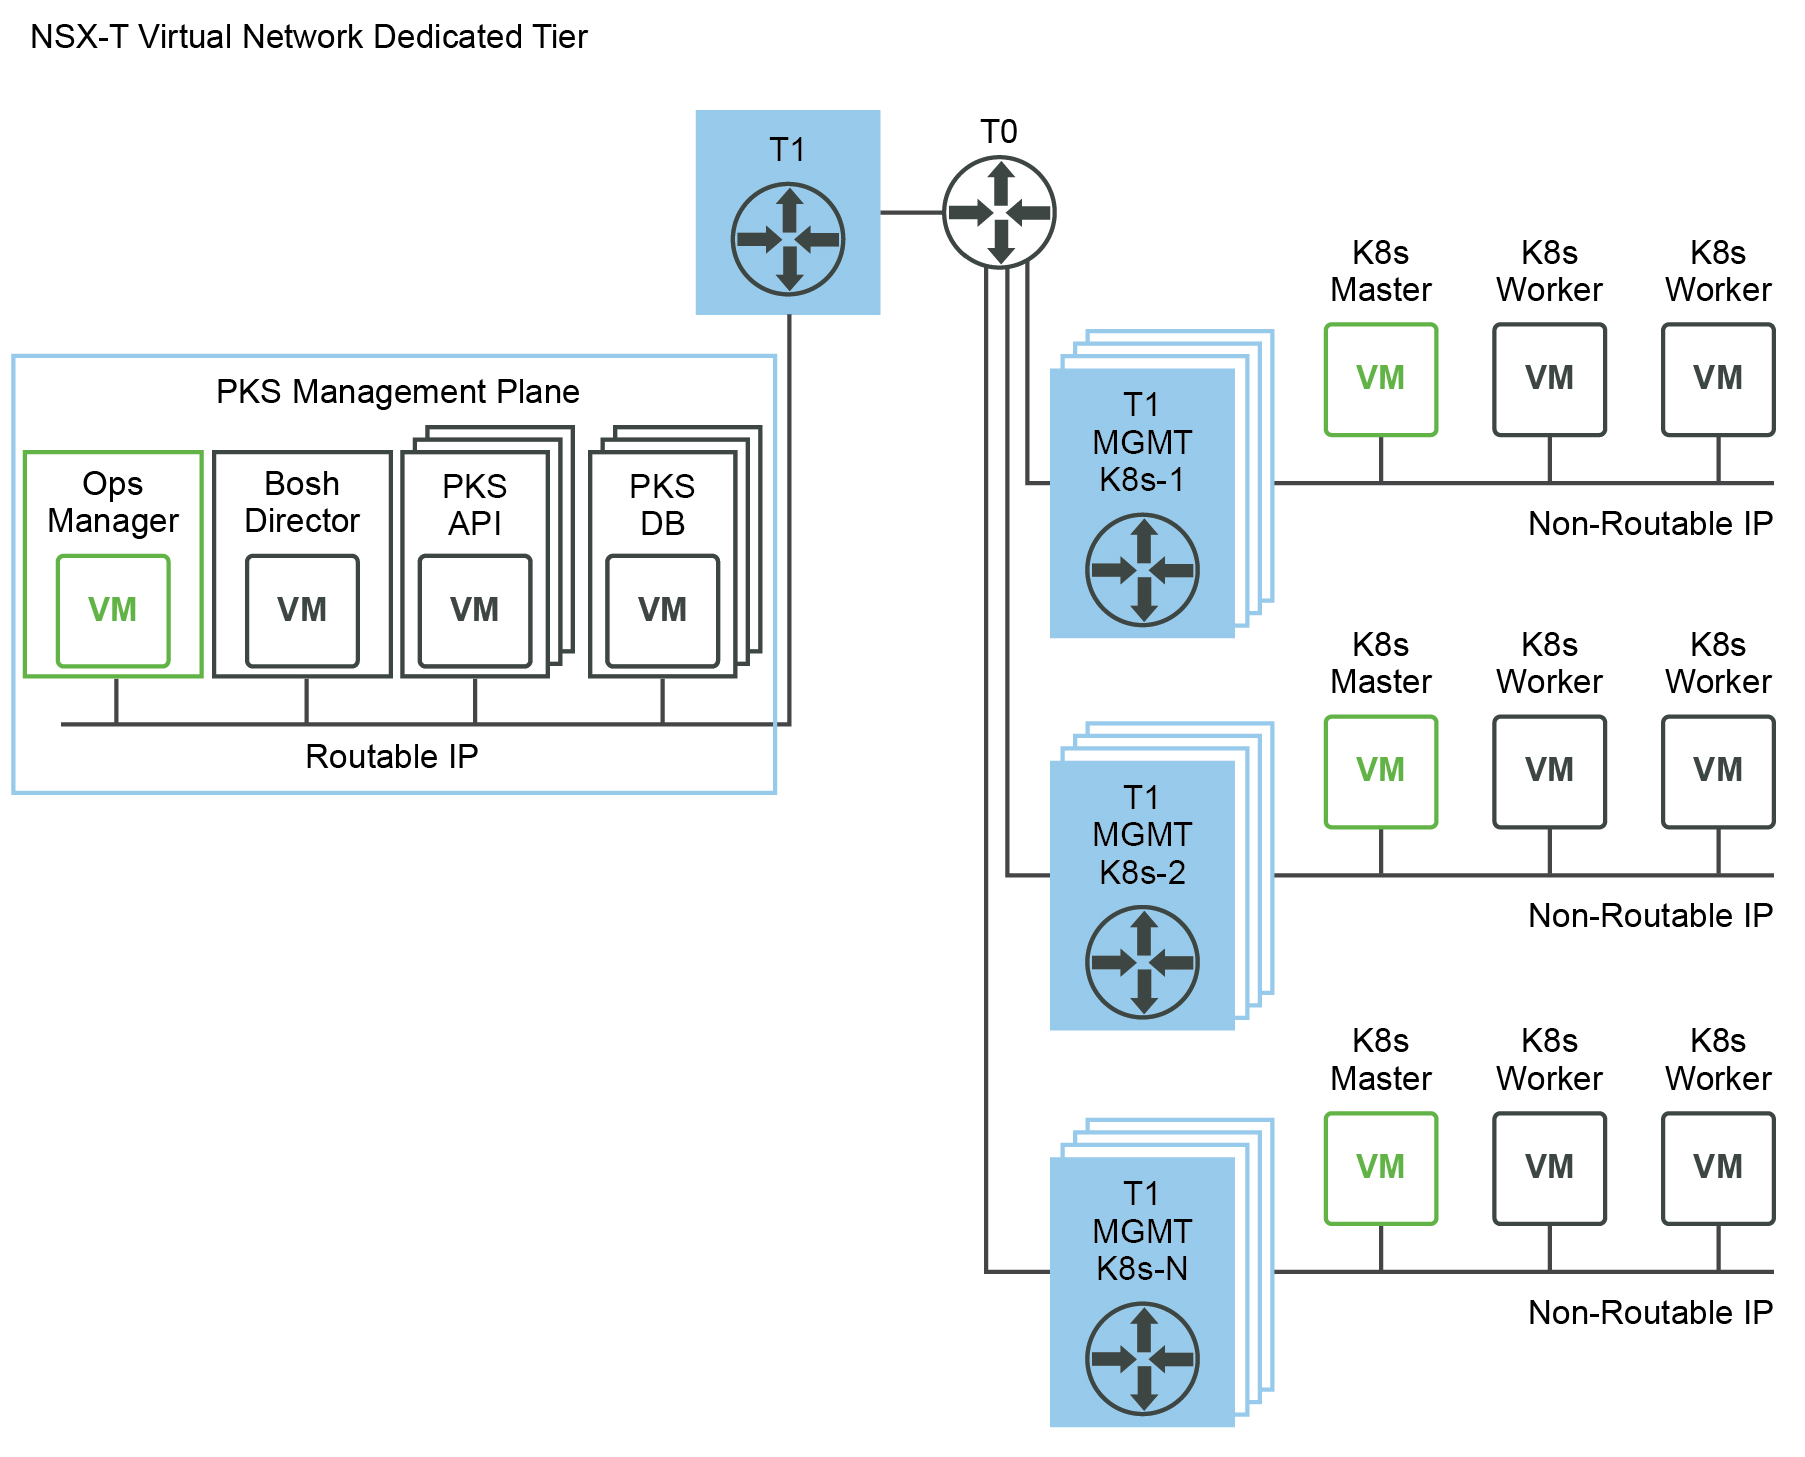 NSX-T Virtual Network Dedicated Tier
T1
T0
PKS Management Plane
Ops
Manager
VM
Bosh
Director
VM
PKS
API
VM
PKS
DB
VM
Routable IP
T1
MGMT
K8s-1
K8s
Master
VM
K8s
Worker
VM
K8s
Worker
VM
Non-Routable IP
T1
MGMT
K8s-2
K8s
Master
VM
K8s
Worker
VM
K8s
Worker
VM
Non-Routable IP
T1
MGMT
K8s-N
K8s
Master
VM
K8s
Worker
VM
K8s
Worker
VM
Non-Routable IP